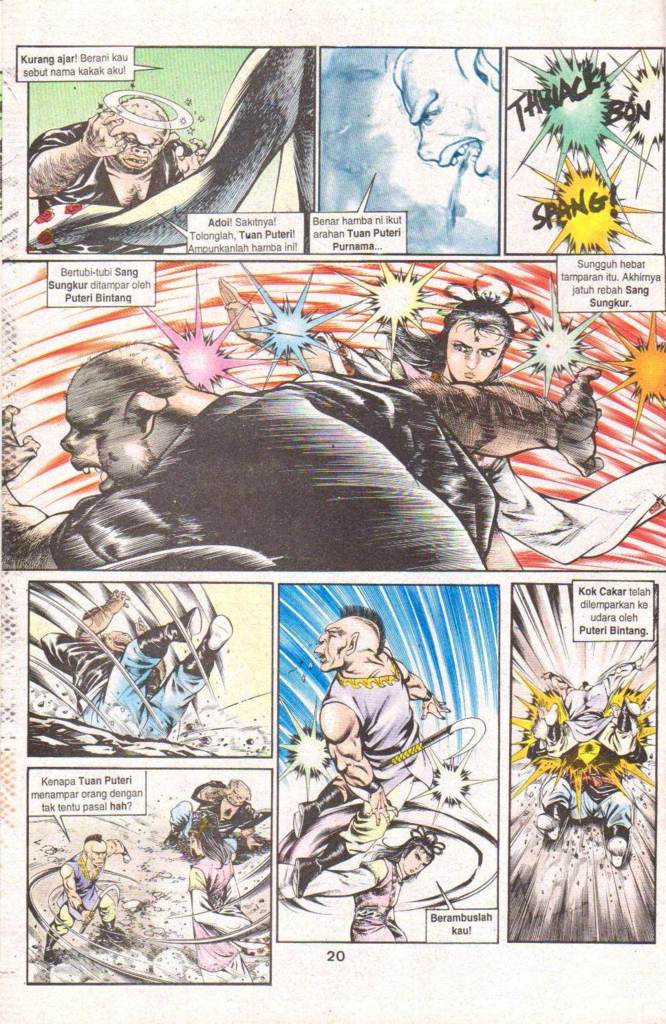 Kurang ajar! Berani kau
sebut nama kakak aku!
Adoi! Sakitnya!
Tolonglah, Tuan Puteri!
Ampunkanlah hamba ini!
Benar hamba ni ikut
arahan Tuan Puteri
Purnama...
THWACK!
BON
SPANG!
Bertubi-tubi Sang
Sungkur ditampar oleh
Puteri Bintang
Sungguh hebat
tamparan itu. Akhirnya
jatuh rebah Sang
Sungkur.
Kenapa Tuan Puteri
menampar orang dengan
tak tentu pasal hah?
Berambuslah
kau!
Kok Cakar telah
dilemparkan ke
udara oleh
Puteri Bintang.
20